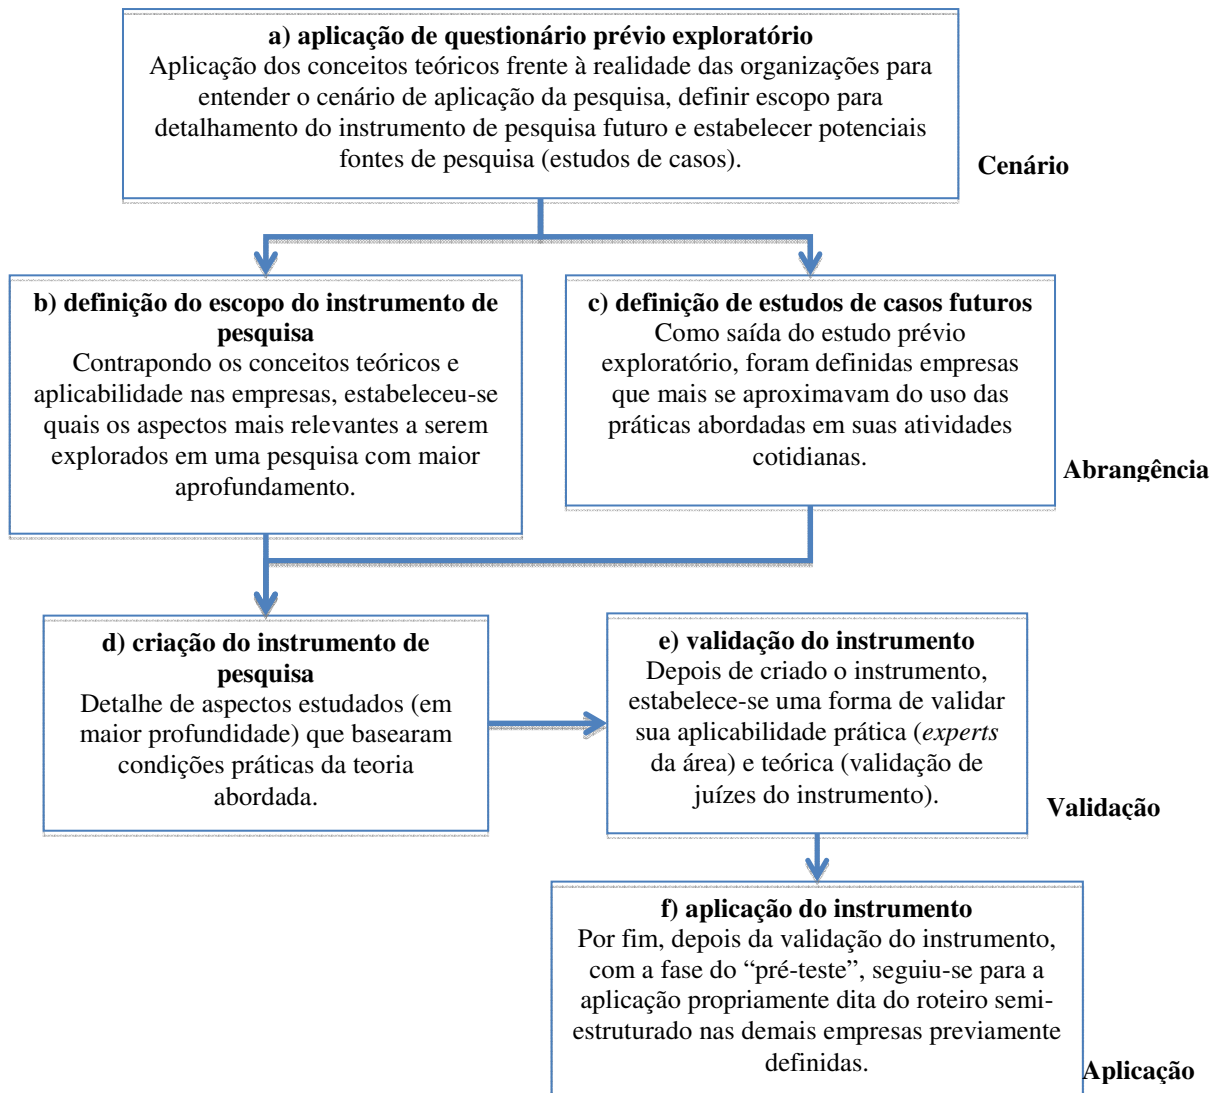 a) aplicação de questionário prévio exploratório
Aplicação dos conceitos teóricos frente à realidade das organizações para
entender o cenário de aplicação da pesquisa, definir escopo para
detalhamento do instrumento de pesquisa futuro e estabelecer potenciais
fontes de pesquisa (estudos de casos).
Cenário
b) definição do escopo do instrumento de
pesquisa
Contrapondo os conceitos teóricos e
aplicabilidade nas empresas, estabeleceu-se
quais os aspectos mais relevantes a serem
explorados em uma pesquisa com maior
aprofundamento.
c) definição de estudos de casos futuros
Como saída do estudo prévio
exploratório, foram definidas empresas
que mais se aproximavam do uso das
práticas abordadas em suas atividades
cotidianas.
Abrangência
d) criação do instrumento de
pesquisa
Detalhe de aspectos estudados (em
maior profundidade) que basearam
condições práticas da teoria
abordada.
e) validação do instrumento
Depois de criado o instrumento,
estabelece-se uma forma de validar
sua aplicabilidade prática (experts
da área) e teórica (validação de
juízes do instrumento).
Validação
f) aplicação do instrumento
Por fim, depois da validação do instrumento,
com a fase do “pré-teste”, seguiu-se para a
aplicação propriamente dita do roteiro semi-
estruturado nas demais empresas previamente
definidas.
Aplicação